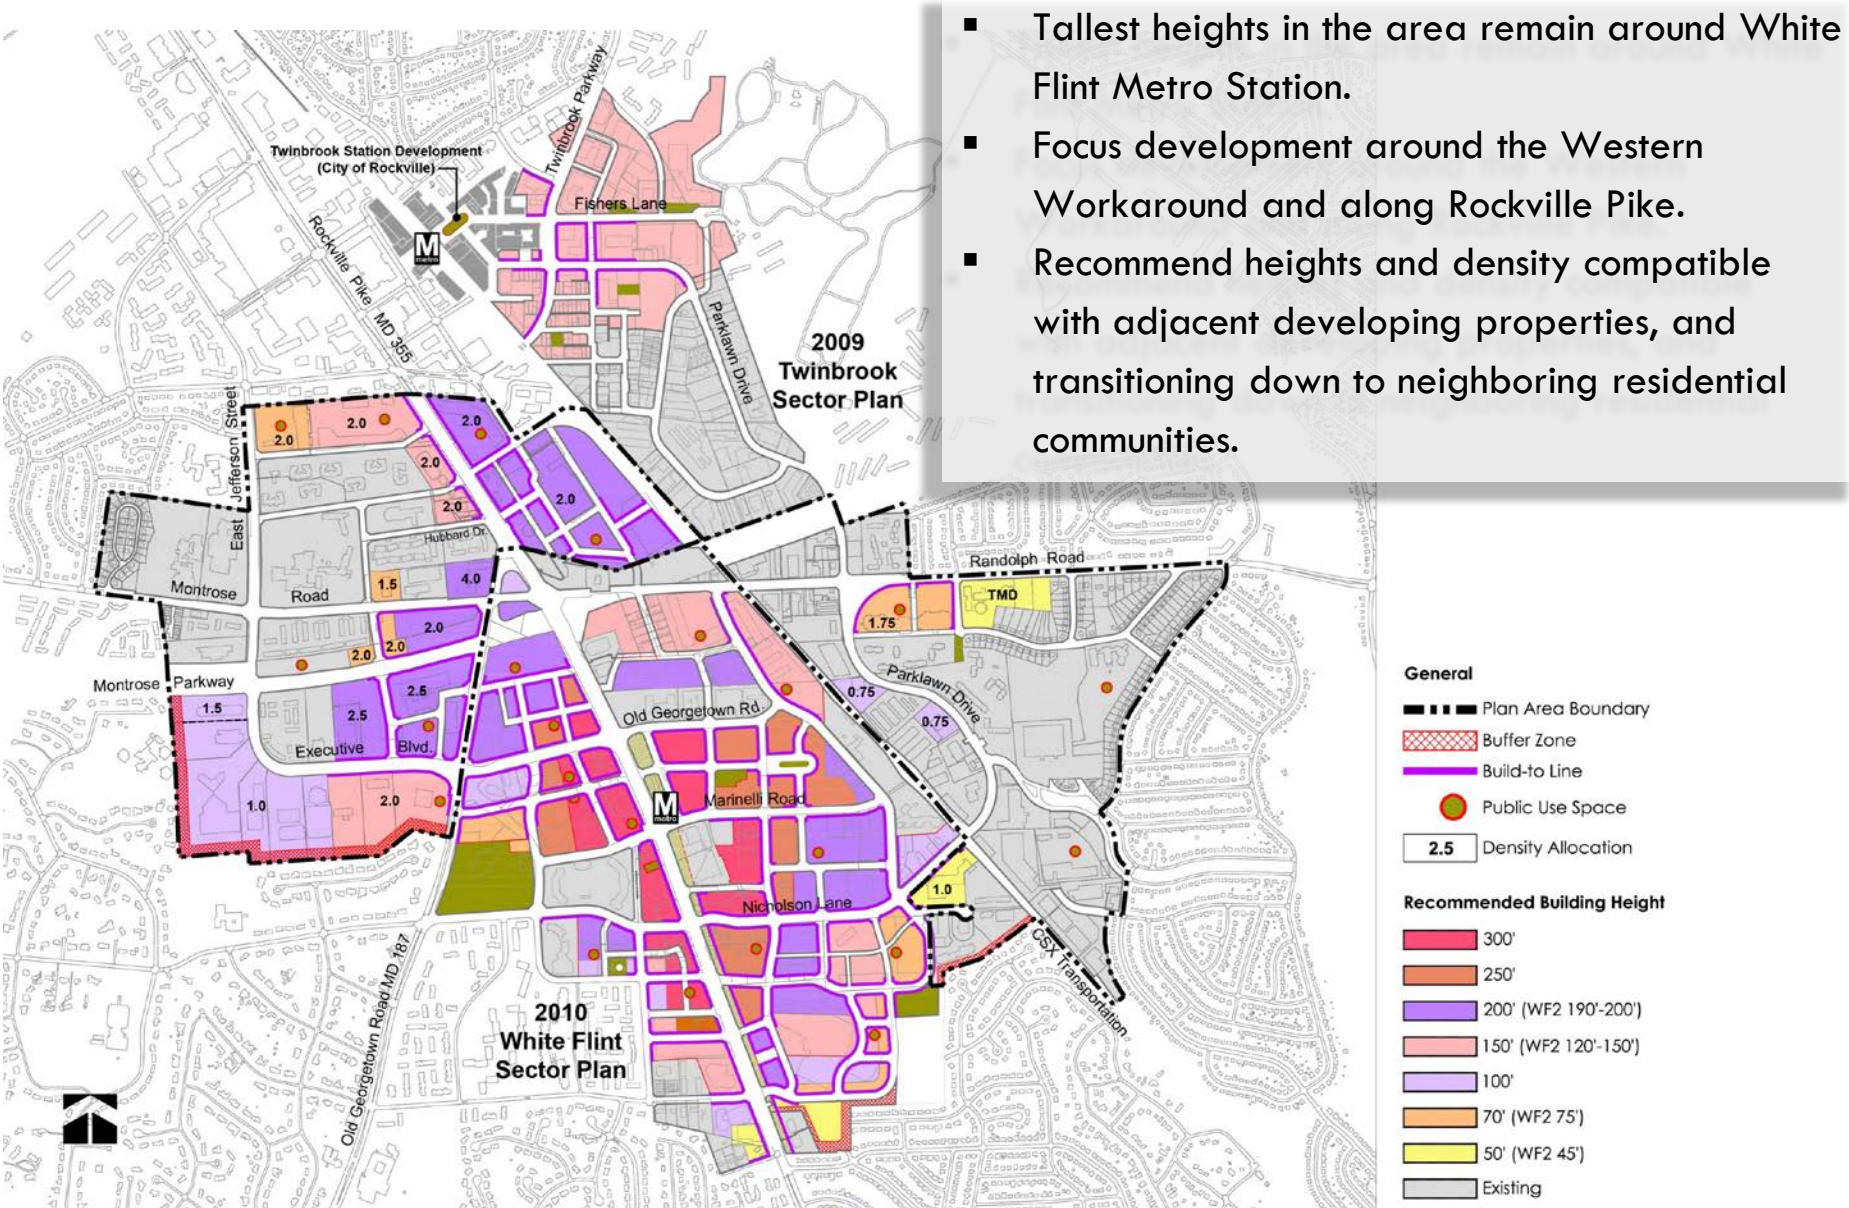 ▪ Tallest heights in the area remain around White
Flint Metro Station.
▪ Focus development around the Western
Workaround and along Rockville Pike.
▪ Recommend heights and density compatible
with adjacent developing properties, and
transitioning down to neighboring residential
communities.
Twinbrook Parkway
Twinbrook Station Development
(City of Rockville)
Fishers Lane
M
metro
Rockville Pike
MD 355
Parklawn Drive
2009
Twinbrook
Sector Plan
East Jefferson Street
2.0
2.0
2.0
2.0
2.0
2.0
Hubbard Dr.
Randolph Road
Montrose Road
1.5
4.0
TMD
1.75
2.0
2.0
2.0
Montrose Parkway
Parklawn Drive
1.5
2.5
2.5
0.75
0.75
Old Georgetown Rd.
Executive Blvd.
1.0
2.0
M
metro
Marinelli Road
1.0
Nicholson Lane
CSX Transportation
Old Georgetown Road MD 187
2010
White Flint
Sector Plan
General
Plan Area Boundary
Buffer Zone
Build-to Line
Public Use Space
2.5 Density Allocation
Recommended Building Height
300'
250'
200' (WF2 190'-200')
150' (WF2 120'-150')
100'
70' (WF2 75')
50' (WF2 45')
Existing